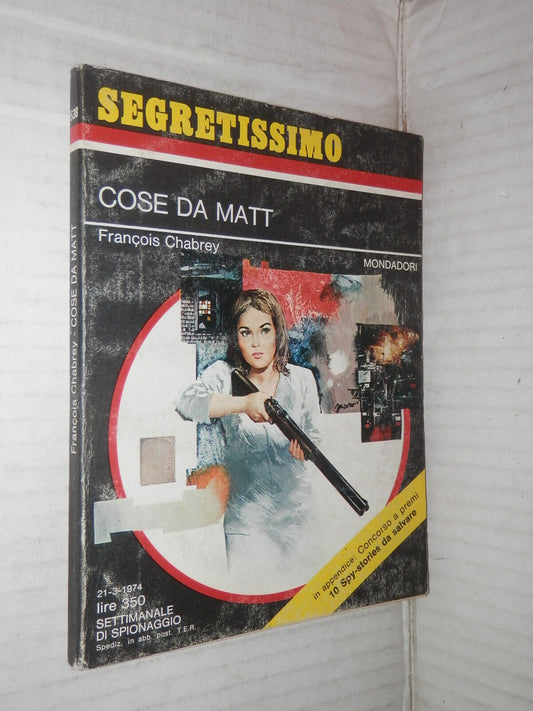 SEGRETISSIMO
COSE DA MATT
François Chabrey
MONDADORI
21-3-1974
lire 350
SETTIMANALE
DI SPIONAGGIO
Spediz. in abb. post. T.E.R.
in appendice: Concorso a premi
10 Spy-stories da salvare
François Chabrey COSE DA MATT